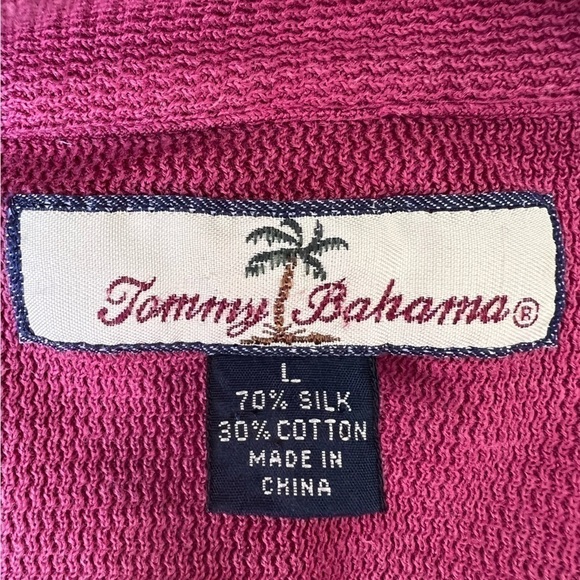 Tommy Bahama®
L
70% SILK
30% COTTON
MADE IN
CHINA